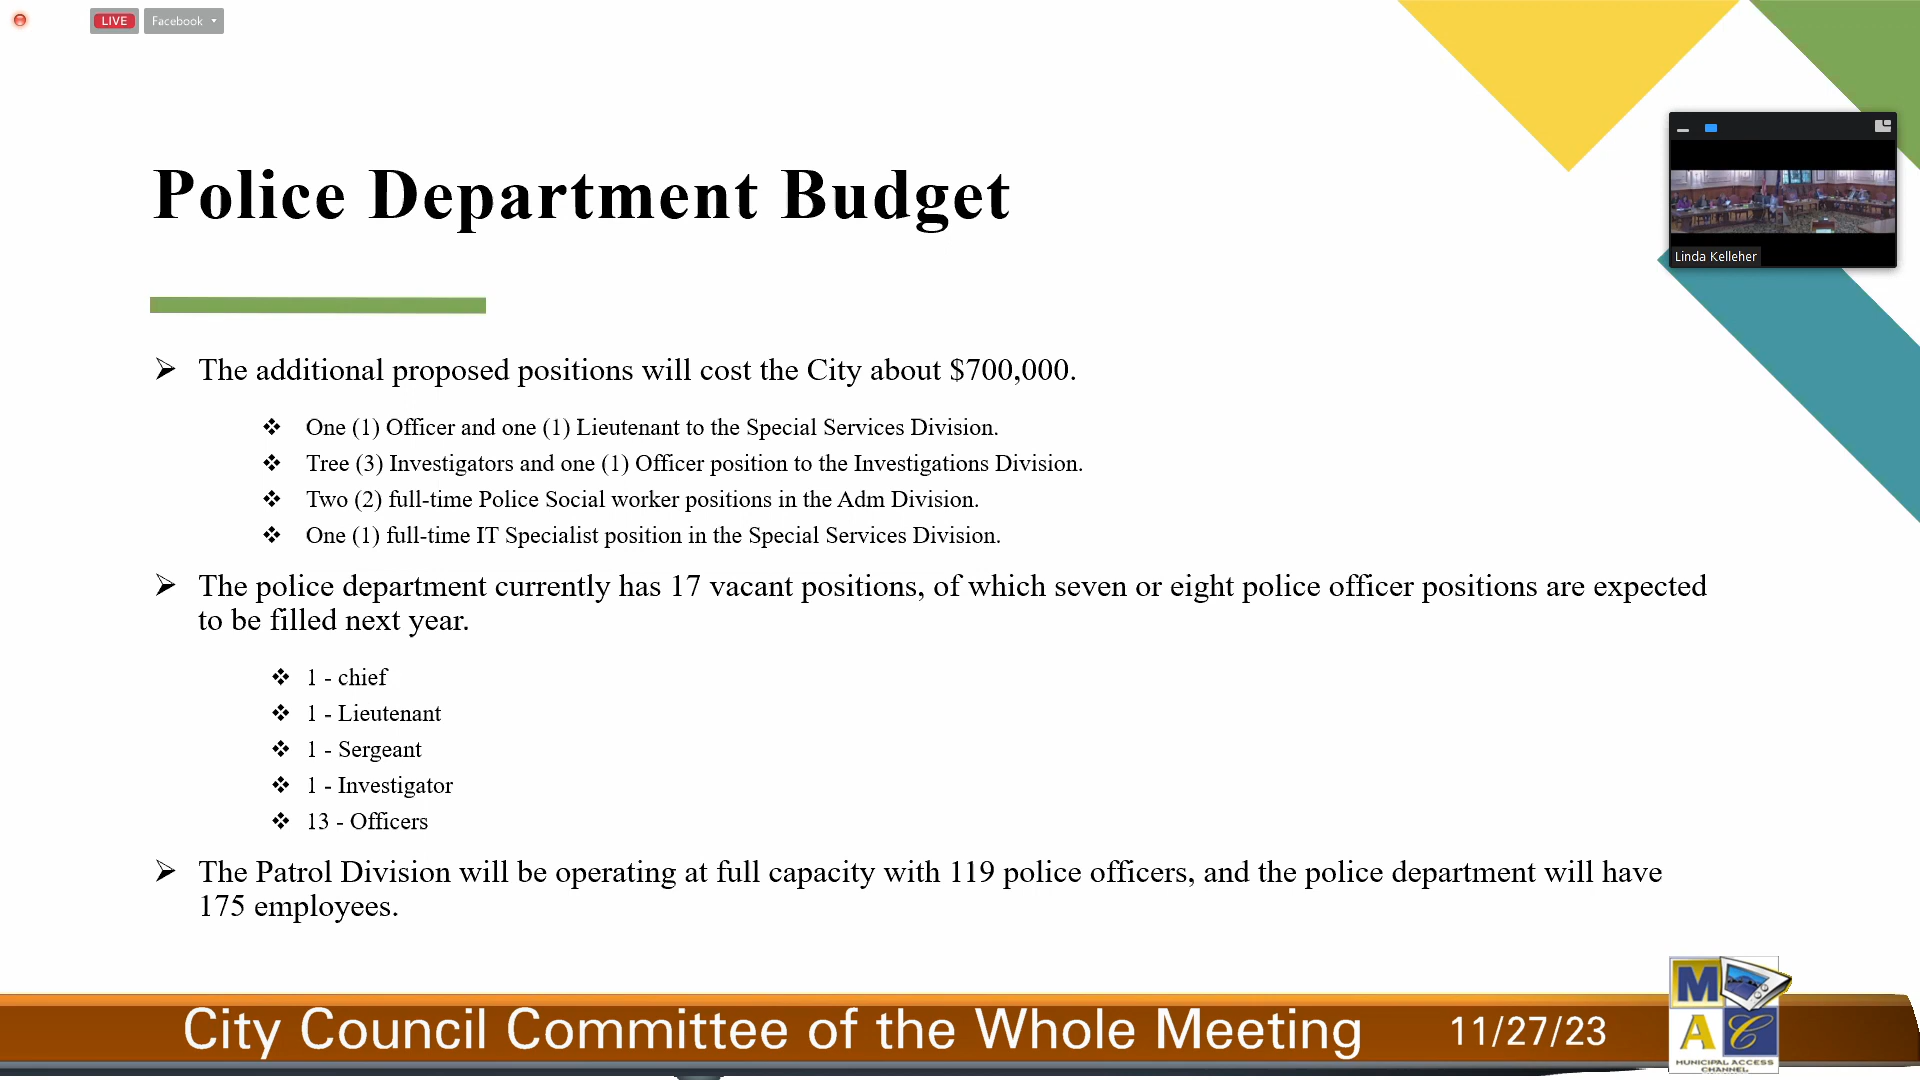 LIVE
Facebook
Police Department Budget
Linda Kelleher
The additional proposed positions will cost the City about $700,000.
One (1) Officer and one (1) Lieutenant to the Special Services Division.
Tree (3) Investigators and one (1) Officer position to the Investigations Division.
Two (2) full-time Police Social worker positions in the Adm Division.
One (1) full-time IT Specialist position in the Special Services Division.
The police department currently has 17 vacant positions, of which seven or eight police officer positions are expected
to be filled next year.
1 - chief
1 - Lieutenant
1 - Sergeant
1 - Investigator
13 - Officers
The Patrol Division will be operating at full capacity with 119 police officers, and the police department will have
175 employees.
City Council Committee of the Whole Meeting 11/27/23
M
A C
MUNICIPAL ACCESS
CHANNEL